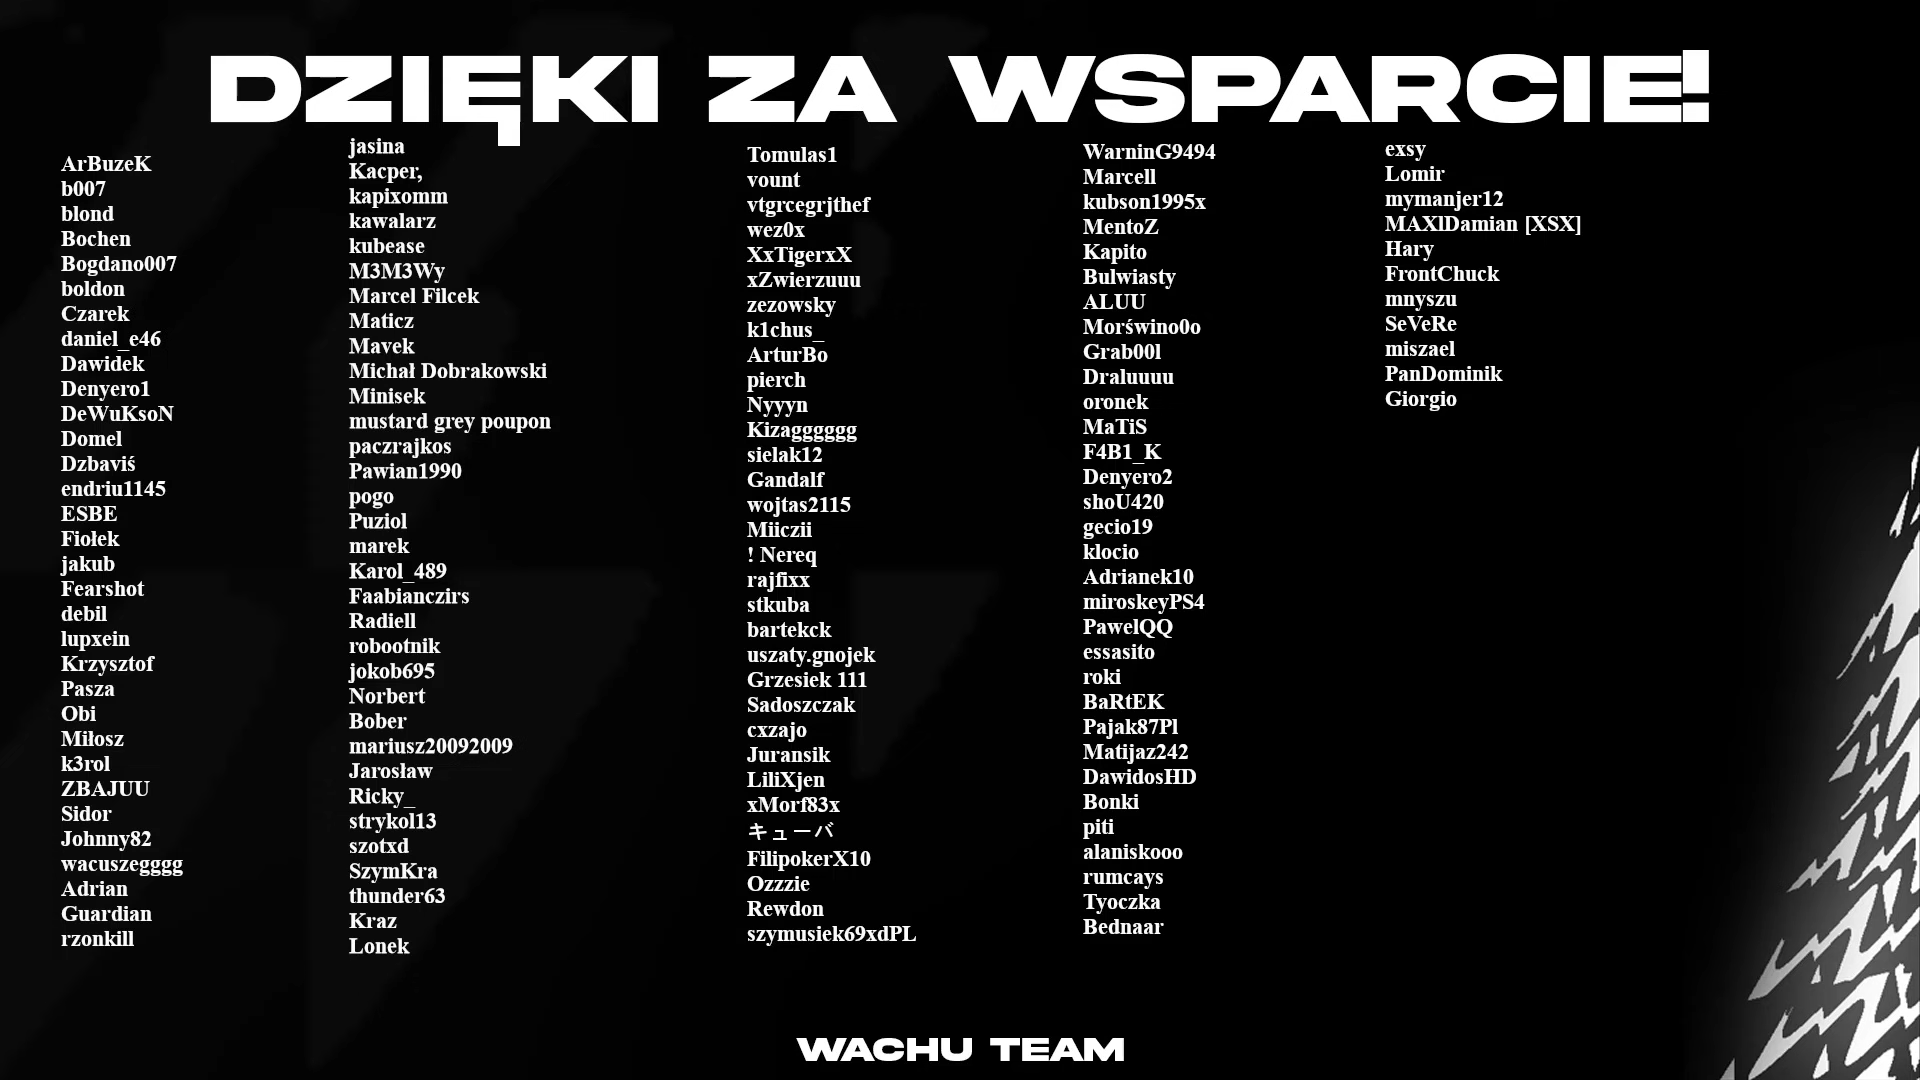 DZIĘKI ZA WSPARCIE!
ArBuzeK
b007
blond
Bochen
Bogdano007
boldon
Czarek
daniel_e46
Dawidek
Denyero1
DeWuKsoN
Domel
Dzbaviś
endriu1145
ESBE
Fiołek
jakub
Fearshot
debil
lupxein
Krzysztof
Pasza
Obi
Miłosz
k3rol
ZBAJUU
Sidor
Johnny82
wacuszegggg
Adrian
Guardian
rzonkill
jasina
Kacper,
kapixomm
kawalarz
kubease
M3M3Wy
Marcel Filcek
Maticz
Mavek
Michał Dobrakowski
Minisek
mustard grey poupon
paczrajkos
Pawian1990
pogo
Puziol
marek
Karol_489
Faabianczirs
Radiell
robootnik
jokob695
Norbert
Bober
mariusz20092009
Jarosław
Ricky_
strykol13
szotxd
SzymKra
thunder63
Kraz
Lonek
Tomulas1
vount
vtgrcegrjthef
wez0x
XxTigerxX
xZwierzuuu
zezowsky
k1chus_
ArturBo
pierch
Nyyyn
Kizagggggg
sielak12
Gandalf
wojtas2115
Miiczii
! Nereq
rajfixx
stkuba
bartekck
uszaty.gnojek
Grzesiek 111
Sadoszczak
cxzajo
Juransik
LiliXjen
xMorf83x
キューバ
FilipokerX10
Ozzzie
Rewdon
szymusiek69xdPL
WarninG9494
Marcell
kubson1995x
MentoZ
Kapito
Bulwiasty
ALUU
Morświno0o
Grab00l
Draluuuu
oronek
MaTiS
F4B1_K
Denyero2
shoU420
gecio19
klocio
Adrianek10
miroskeyPS4
PawelQQ
essasito
roki
BaRtEK
Pajak87Pl
Matijaz242
DawidosHD
Bonki
piti
alaniskooo
rumcays
Tyoczka
Bednaar
exsy
Lomir
mymanjer12
MAXlDamian [XSX]
Hary
FrontChuck
mnyszu
SeVeRe
miszael
PanDominik
Giorgio
WACHU TEAM